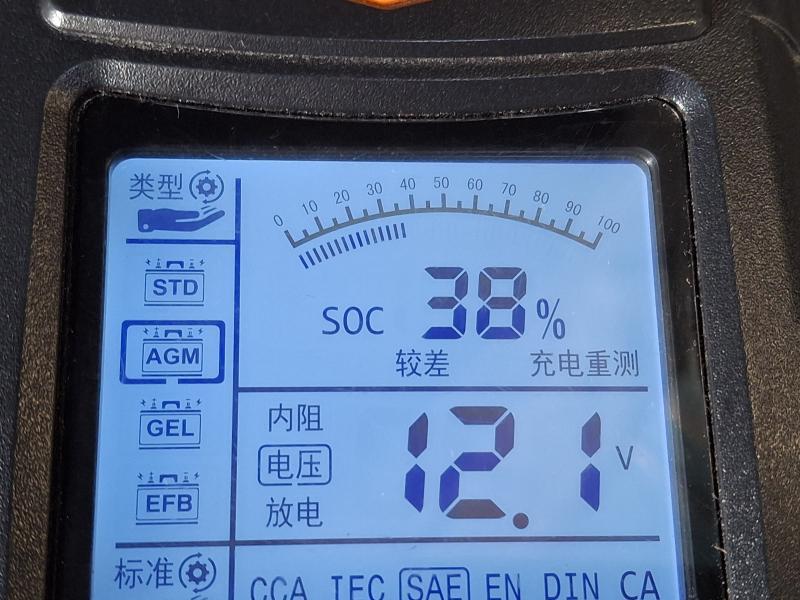 类型
STD
AGM
GEL
EFB
标准
0 10 20 30 40 50 60 70 80 90 100
SOC 38%
较差 充电重测
内阻
电压
放电
12.1 V
CCA IEC SAE EN DIN CA